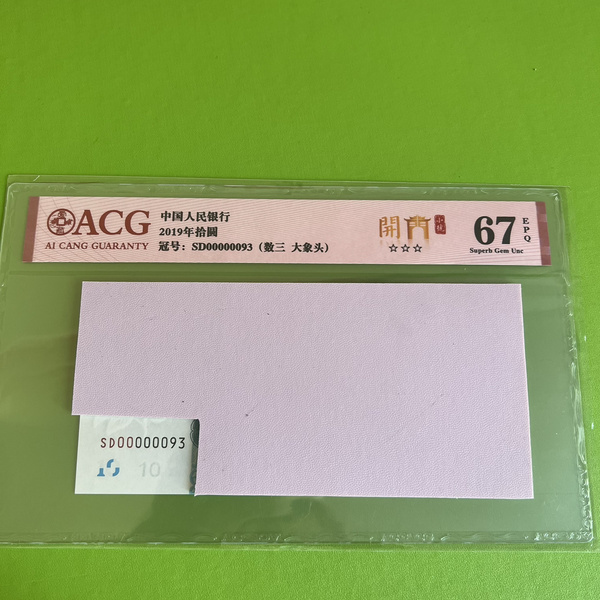 ACG
AI CANG GUARANTY
中国人民银行
2019年拾圆
冠号：SD00000093（数三 大象头）
開門
☆☆☆
67
EPQ
Superb Gem Unc
SD00000093
10
10